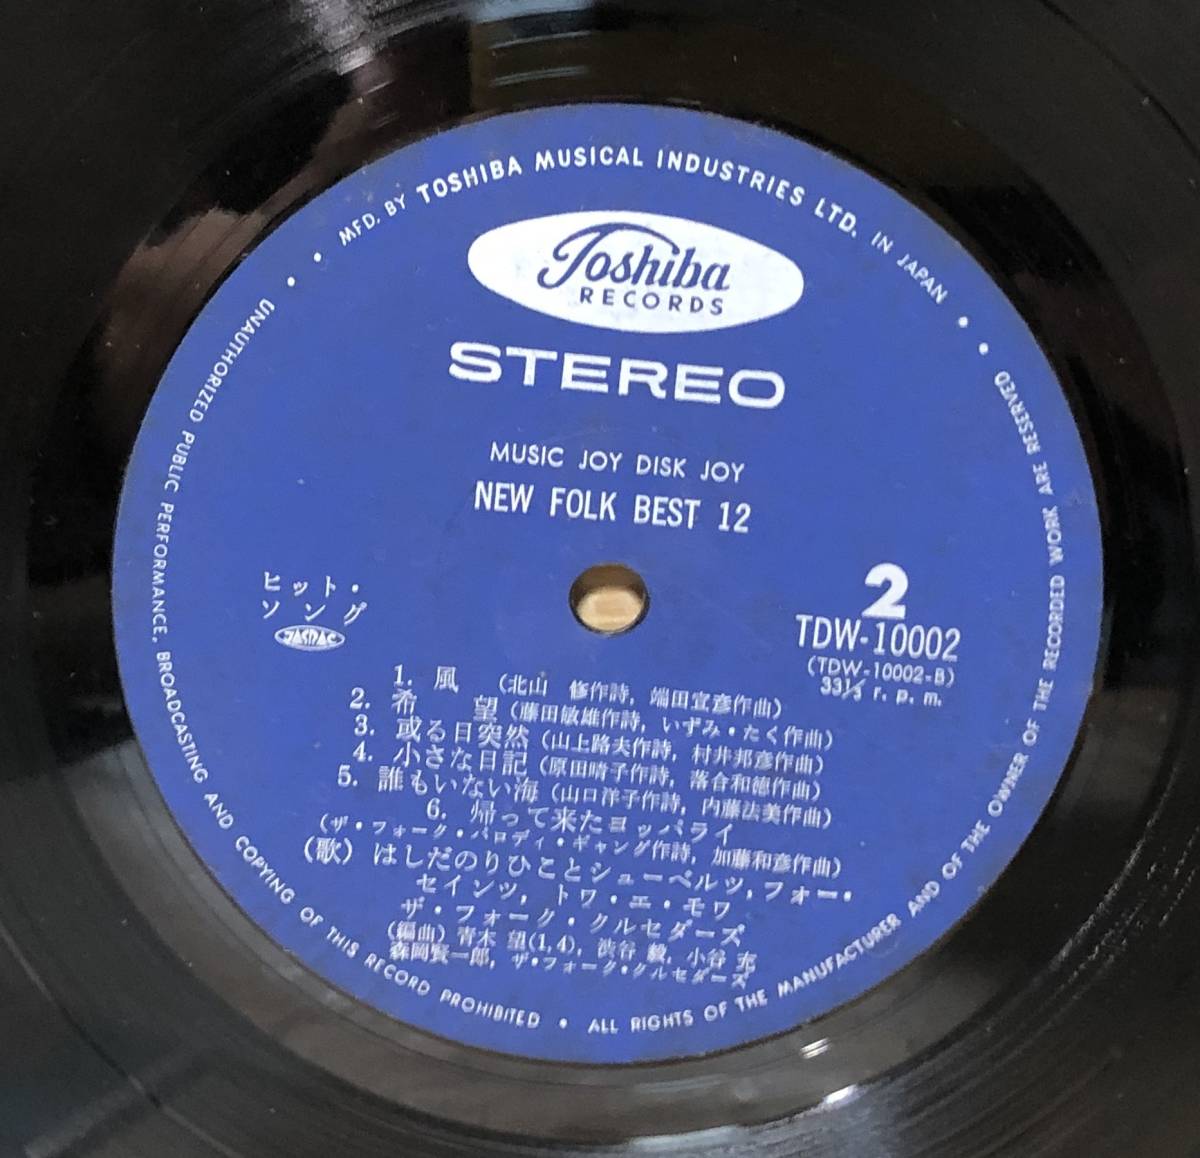 MFD. BY TOSHIBA MUSICAL INDUSTRIES LTD. IN JAPAN
Toshiba
RECORDS
STEREO
MUSIC JOY DISK JOY
NEW FOLK BEST 12
ヒット・
ソング
JASRAC
2
TDW-10002
(TDW-10002-B)
33⅓ r. p. m.
1. 風 (北山 修作詩, 端田宣彦作曲)
2. 希 望 (藤田敏雄作詩, いずみ・たく作曲)
3. 或る日突然 (山上路夫作詩, 村井邦彦作曲)
4. 小さな日記 (原田晴子作詩, 落合和徳作曲)
5. 誰もいない海 (山口洋子作詩, 内藤法美作曲)
6. 帰って来たヨッパライ
(ザ・フォーク・パロディ・ギャング作詩, 加藤和彦作曲)
(歌) はしだのりひことシューベルツ, フォー・
セインツ, トワ・エ・モワ
ザ・フォーク・クルセダーズ
(編曲) 青木 望(1,4), 渋谷 毅, 小谷 充
森岡賢一郎, ザ・フォーク・クルセダーズ
UNAUTHORIZED PUBLIC PERFORMANCE, BROADCASTING AND COPYING OF THIS RECORD PROHIBITED • ALL RIGHTS OF THE MANUFACTURER AND OF THE OWNER OF THE RECORDED WORK ARE RESERVED